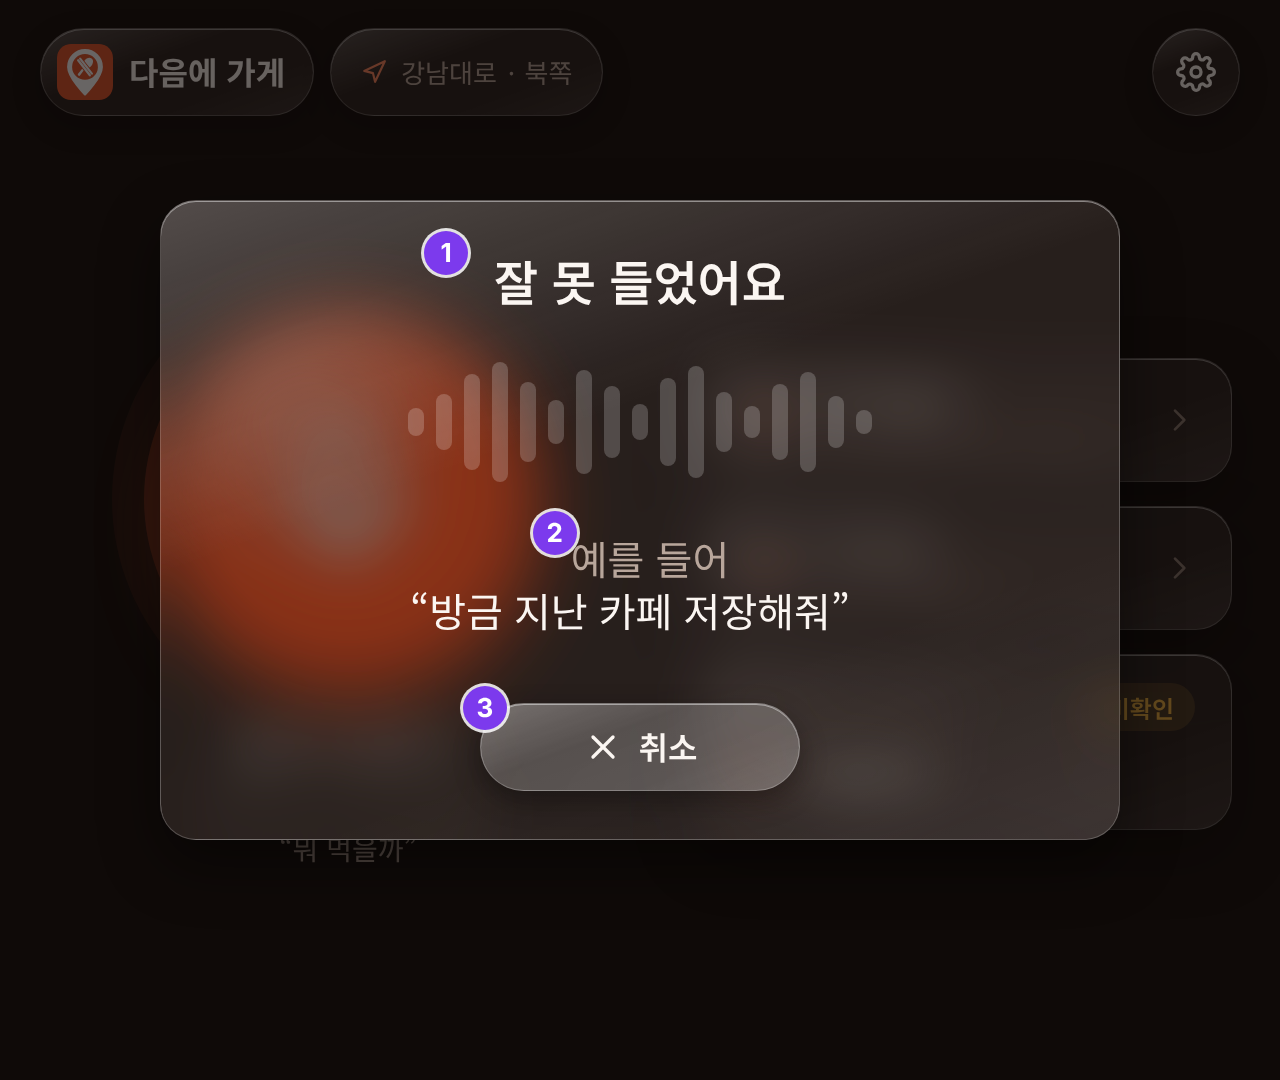 다음에 가게
강남대로 · 북쪽
1
잘 못 들었어요
2
예를 들어
“방금 지난 카페 저장해줘”
3
취소
“뭐 먹을까”